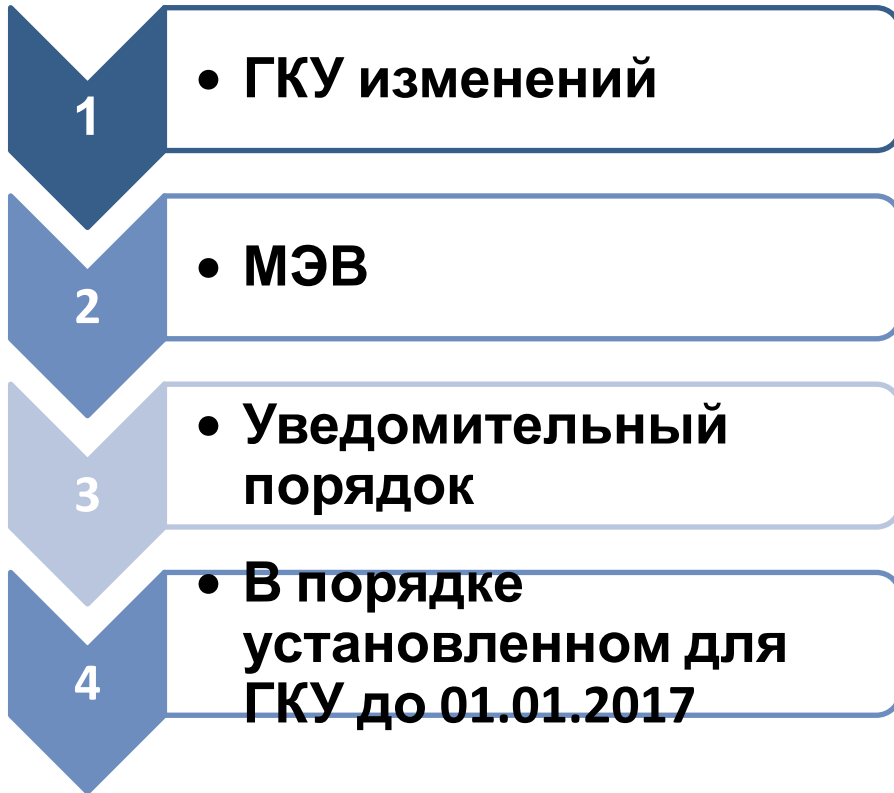 1
• ГКУ изменений
2
• МЭВ
3
• Уведомительный
порядок
4
• В порядке
установленном для
ГКУ до 01.01.2017